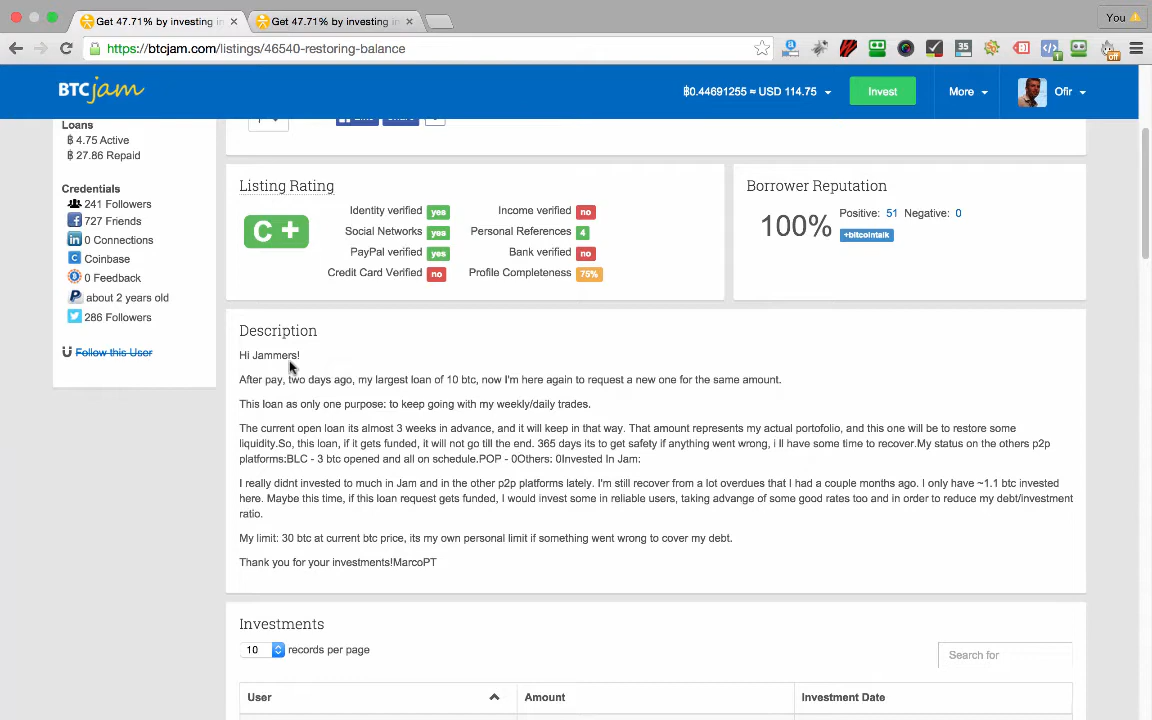 Get 47.71% by investing in
Get 47.71% by investing in
You
https://btcjam.com/listings/46540-restoring-balance
35
1
off
BTCjam
฿0.44691255 ≈ USD 114.75
Invest
More
Ofir
Loans
฿ 4.75 Active
฿ 27.86 Repaid
Credentials
241 Followers
727 Friends
0 Connections
Coinbase
0 Feedback
about 2 years old
286 Followers
Follow this User
Listing Rating
C +
Identity verified yes
Social Networks yes
PayPal verified yes
Credit Card Verified no
Income verified no
Personal References 4
Bank verified no
Profile Completeness 75%
Borrower Reputation
100%
Positive: 51 Negative: 0
+bitcointalk
Description
Hi Jammers!
After pay, two days ago, my largest loan of 10 btc, now I'm here again to request a new one for the same amount.
This loan as only one purpose: to keep going with my weekly/daily trades.
The current open loan its almost 3 weeks in advance, and it will keep in that way. That amount represents my actual portofolio, and this one will be to restore some
liquidity.So, this loan, if it gets funded, it will not go till the end. 365 days its to get safety if anything went wrong, i ll have some time to recover.My status on the others p2p
platforms:BLC - 3 btc opened and all on schedule.POP - 0Others: 0Invested In Jam:
I really didnt invested to much in Jam and in the other p2p platforms lately. I'm still recover from a lot overdues that I had a couple months ago. I only have ~1.1 btc invested
here. Maybe this time, if this loan request gets funded, I would invest some in reliable users, taking advange of some good rates too and in order to reduce my debt/investment
ratio.
My limit: 30 btc at current btc price, its my own personal limit if something went wrong to cover my debt.
Thank you for your investments!MarcoPT
Investments
10 records per page
Search for
User
Amount
Investment Date